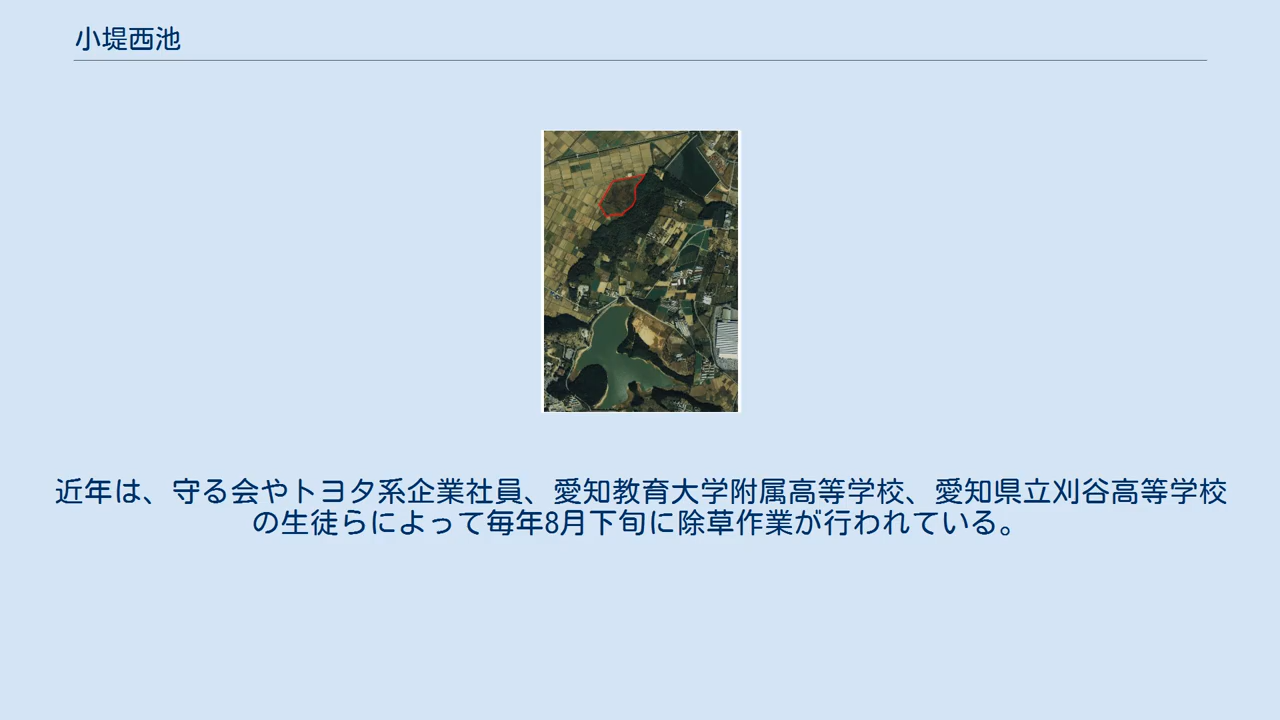 小堤西池
近年は、守る会やトヨタ系企業社員、愛知教育大学附属高等学校、愛知県立刈谷高等学校
の生徒らによって毎年8月下旬に除草作業が行われている。